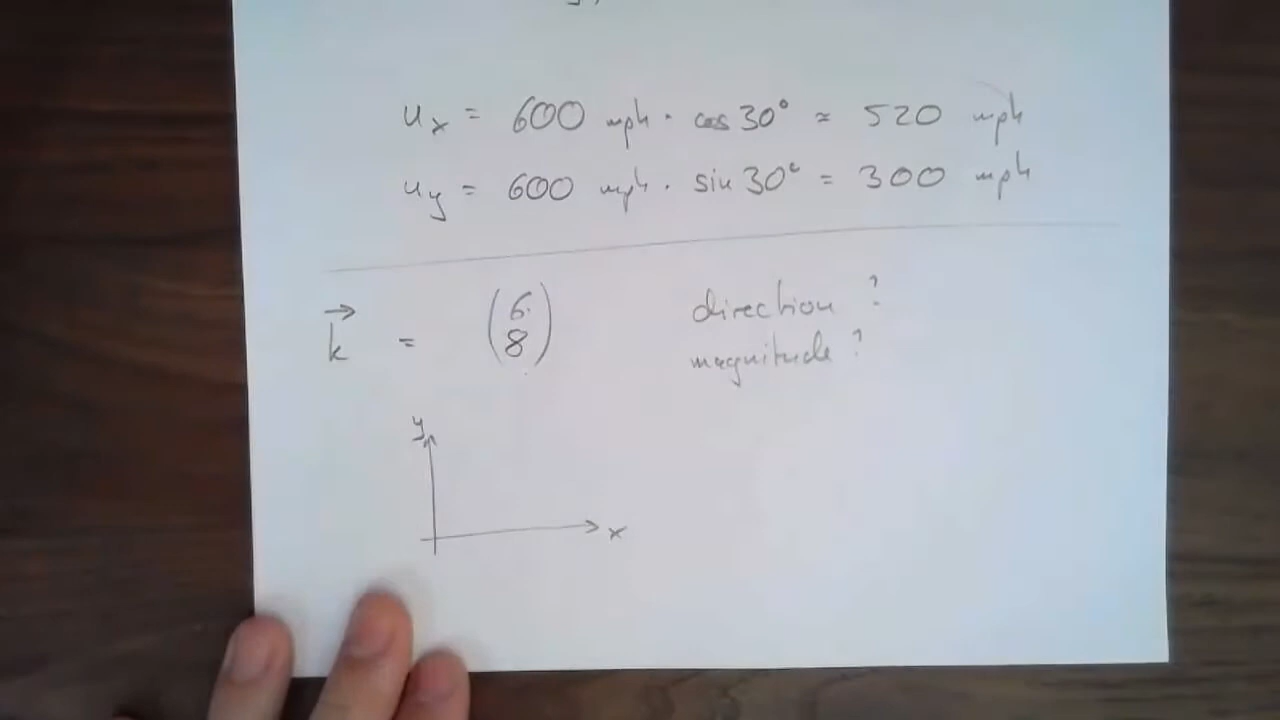 u_x = 600 mph · cos 30° ≈ 520 mph
u_y = 600 mph · sin 30° = 300 mph
k⃗ = (6 8) direction ?
magnitude ?
y
x